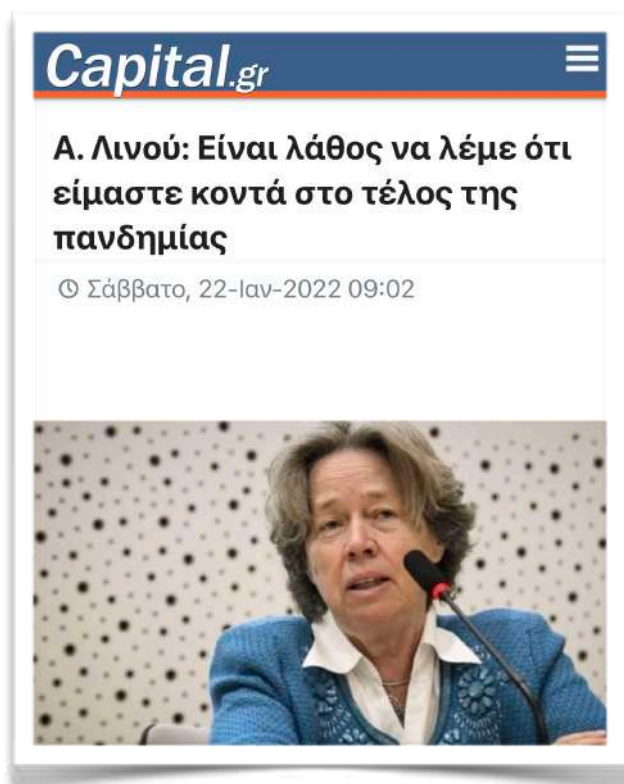 Capital.gr
Α. Λινού: Είναι λάθος να λέμε ότι
είμαστε κοντά στο τέλος της
πανδημίας
Σάββατο, 22-Ιαν-2022 09:02